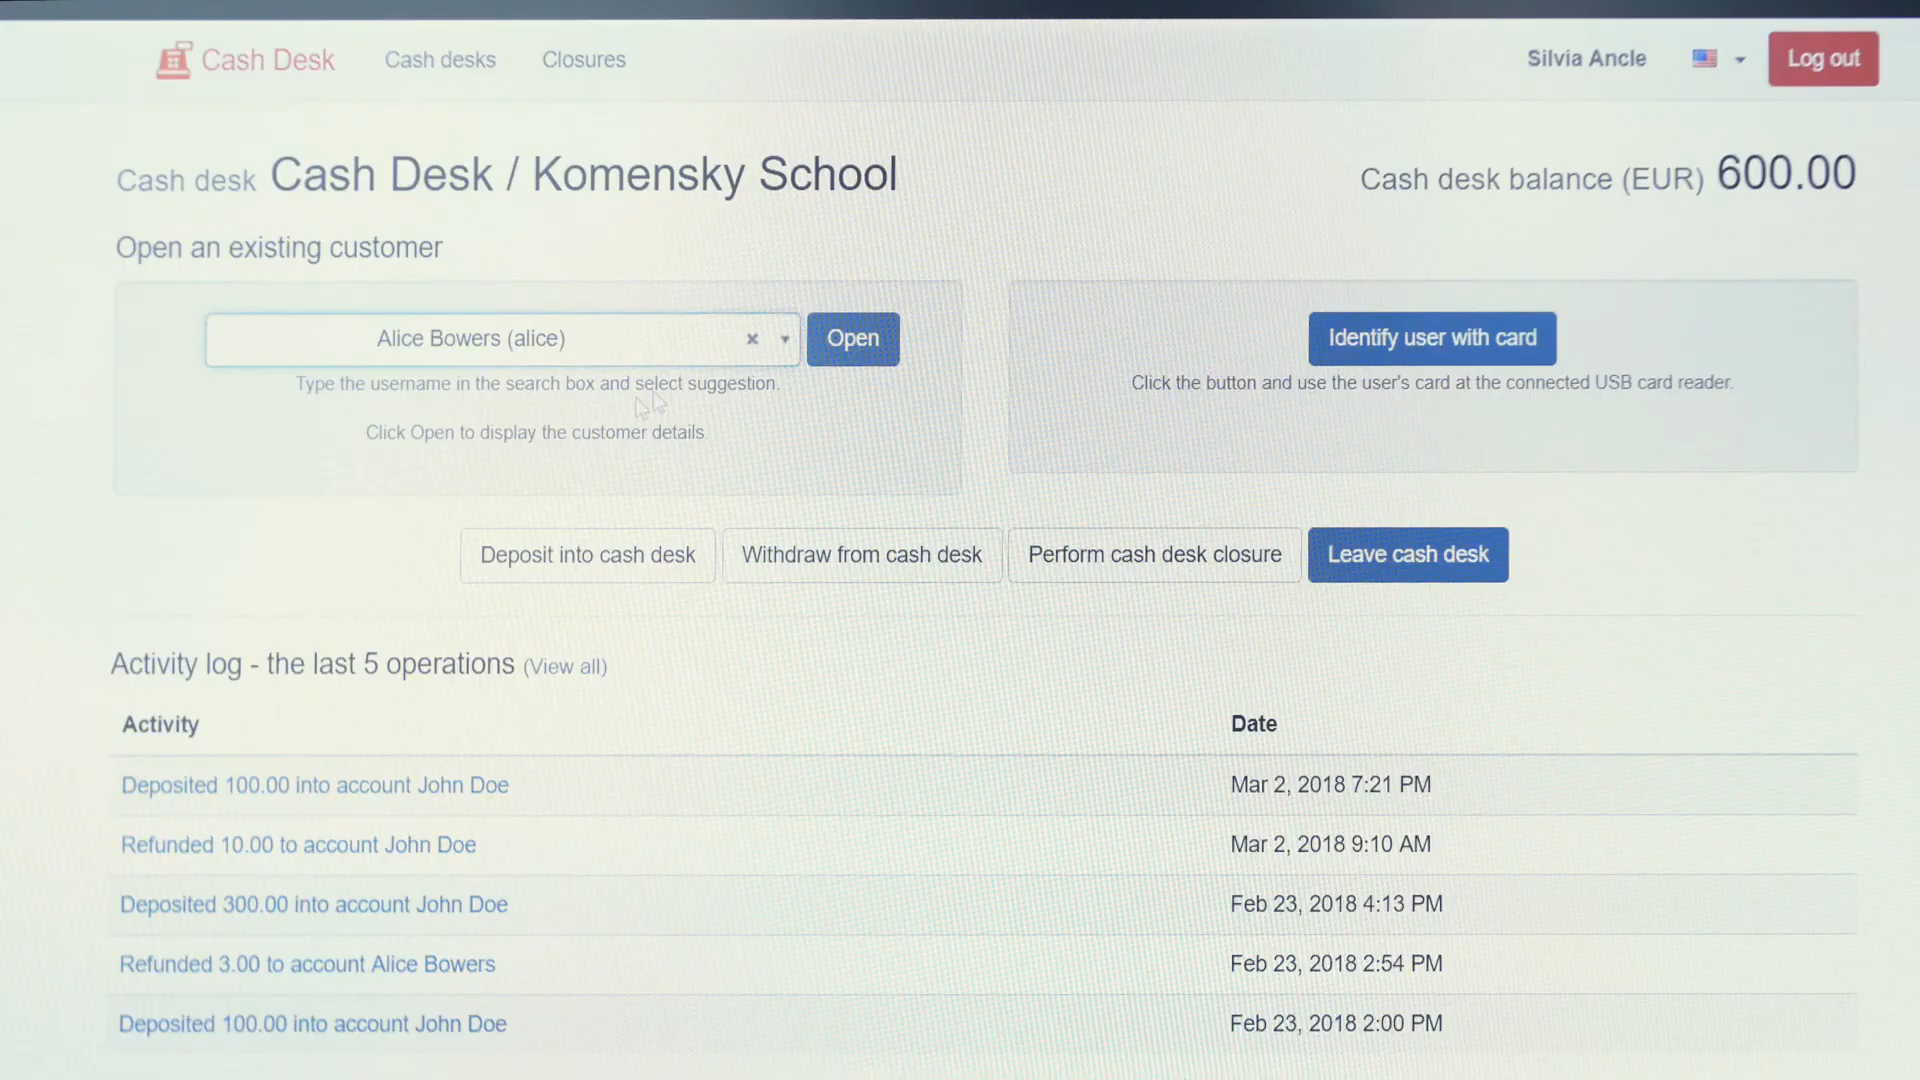 Cash Desk Cash desks Closures Silvia Ancle Log out
Cash desk Cash Desk / Komensky School Cash desk balance (EUR) 600.00
Open an existing customer
Alice Bowers (alice) × Open Identify user with card
Type the username in the search box and select suggestion. Click the button and use the user's card at the connected USB card reader.
Click Open to display the customer details.
Deposit into cash desk Withdraw from cash desk Perform cash desk closure Leave cash desk
Activity log - the last 5 operations (View all)
Activity Date
Deposited 100.00 into account John Doe Mar 2, 2018 7:21 PM
Refunded 10.00 to account John Doe Mar 2, 2018 9:10 AM
Deposited 300.00 into account John Doe Feb 23, 2018 4:13 PM
Refunded 3.00 to account Alice Bowers Feb 23, 2018 2:54 PM
Deposited 100.00 into account John Doe Feb 23, 2018 2:00 PM